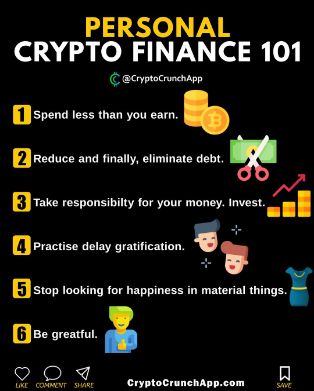 PERSONAL
CRYPTO FINANCE 101
@CryptoCrunchApp
1 Spend less than you earn.
2 Reduce and finally, eliminate debt.
3 Take responsibilty for your money. Invest.
4 Practise delay gratification.
5 Stop looking for happiness in material things.
6 Be greatful.
LIKE COMMENT SHARE CryptoCrunchApp.com SAVE